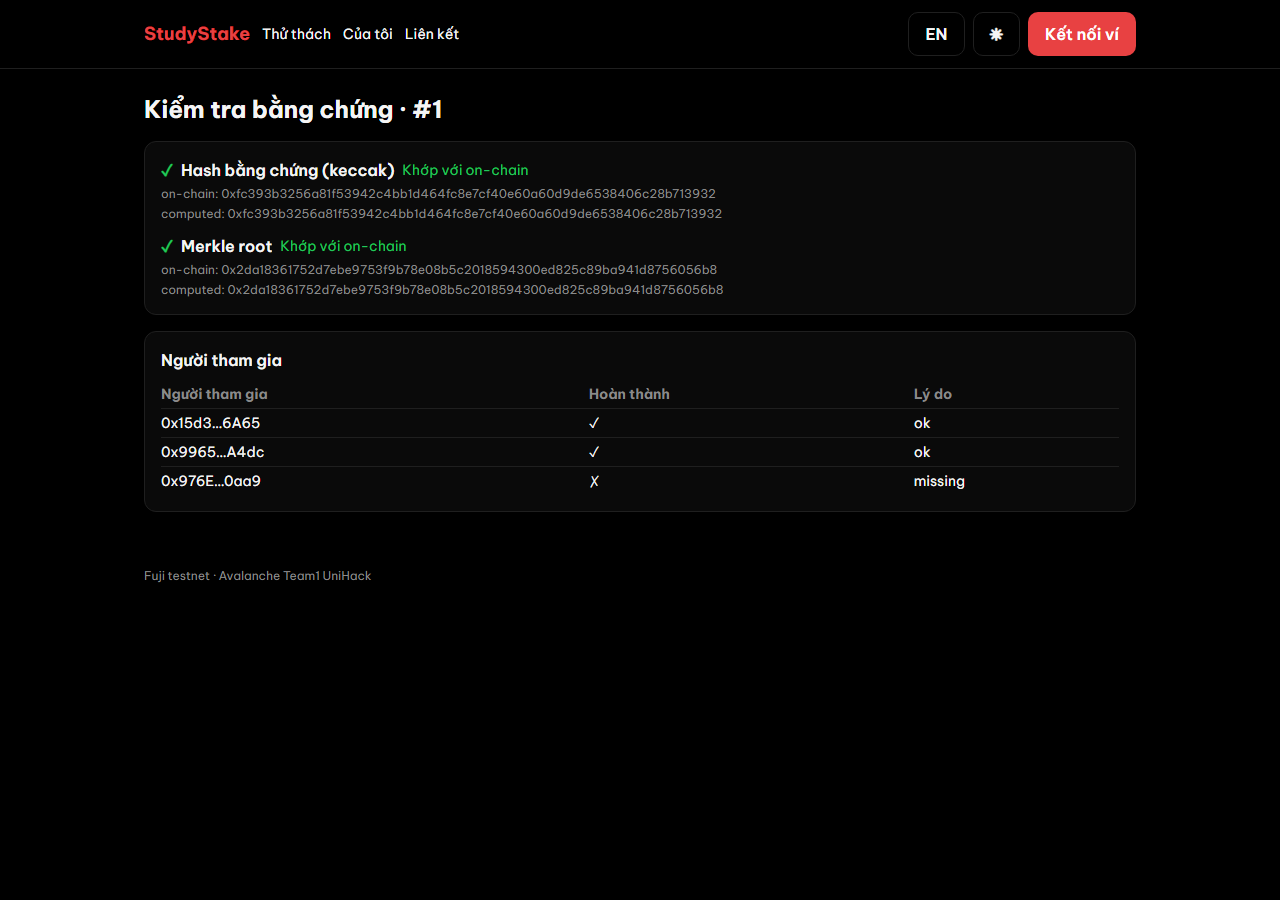 StudyStake Thử thách Của tôi Liên kết EN Kết nối ví
Kiểm tra bằng chứng · #1
✓ Hash bằng chứng (keccak) Khớp với on-chain
on-chain: 0xfc393b3256a81f53942c4bb1d464fc8e7cf40e60a60d9de6538406c28b713932
computed: 0xfc393b3256a81f53942c4bb1d464fc8e7cf40e60a60d9de6538406c28b713932
✓ Merkle root Khớp với on-chain
on-chain: 0x2da18361752d7ebe9753f9b78e08b5c2018594300ed825c89ba941d8756056b8
computed: 0x2da18361752d7ebe9753f9b78e08b5c2018594300ed825c89ba941d8756056b8
Người tham gia
Người tham gia Hoàn thành Lý do
0x15d3…6A65 ✓ ok
0x9965…A4dc ✓ ok
0x976E…0aa9 ✗ missing
Fuji testnet · Avalanche Team1 UniHack